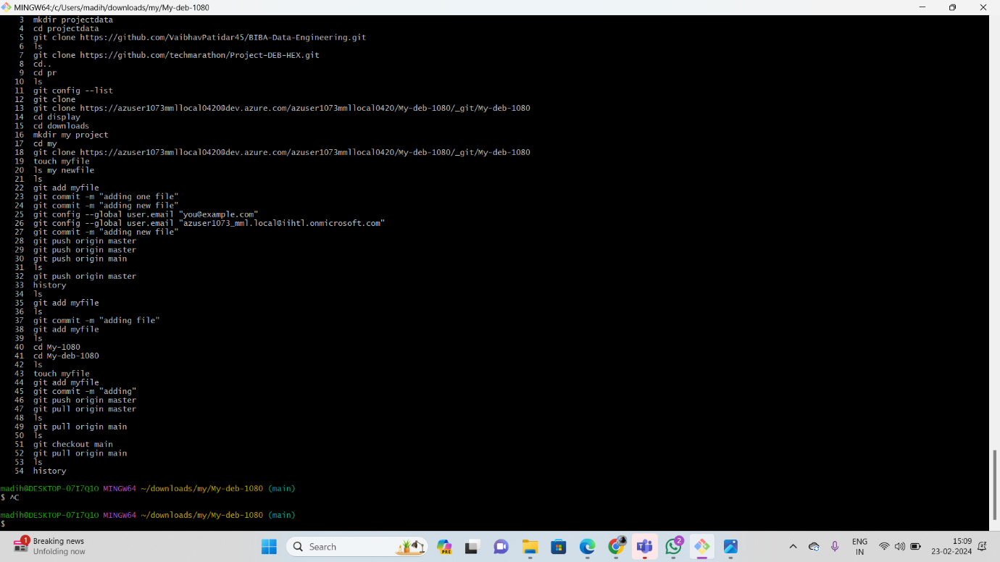 MINGW64:/c/Users/madih/downloads/my/My-deb-1080
3 mkdir projectdata
4 cd projectdata
5 git clone https://github.com/VaibhavPatidar45/BIBA-Data-Engineering.git
6 ls
7 git clone https://github.com/techmarathon/Project-DEB-HEX.git
8 cd..
9 cd pr
10 ls
11 git config --list
12 git clone
13 git clone https://azuser1073mmllocal0420@dev.azure.com/azuser1073mmllocal0420/My-deb-1080/_git/My-deb-1080
14 cd display
15 cd downloads
16 mkdir my project
17 cd my
18 git clone https://azuser1073mmllocal0420@dev.azure.com/azuser1073mmllocal0420/My-deb-1080/_git/My-deb-1080
19 touch myfile
20 ls my newfile
21 ls
22 git add myfile
23 git commit -m "adding one file"
24 git commit -m "adding new file"
25 git config --global user.email "you@example.com"
26 git config --global user.email "azuser1073_mml.local@iihtl.onmicrosoft.com"
27 git commit -m "adding new file"
28 git push origin master
29 git push origin master
30 git push origin main
31 ls
32 git push origin master
33 history
34 ls
35 git add myfile
36 ls
37 git commit -m "adding file"
38 git add myfile
39 ls
40 cd My-1080
41 cd My-deb-1080
42 ls
43 touch myfile
44 git add myfile
45 git commit -m "adding"
46 git push origin master
47 git pull origin master
48 ls
49 git pull origin main
50 ls
51 git checkout main
52 git pull origin main
53 ls
54 history
madih@DESKTOP-07I7Q1O MINGW64 ~/downloads/my/My-deb-1080 (main)
$ ^C
madih@DESKTOP-07I7Q1O MINGW64 ~/downloads/my/My-deb-1080 (main)
$
1
Breaking news
Unfolding now
Search
PRE
2
ENG
IN
15:09
23-02-2024